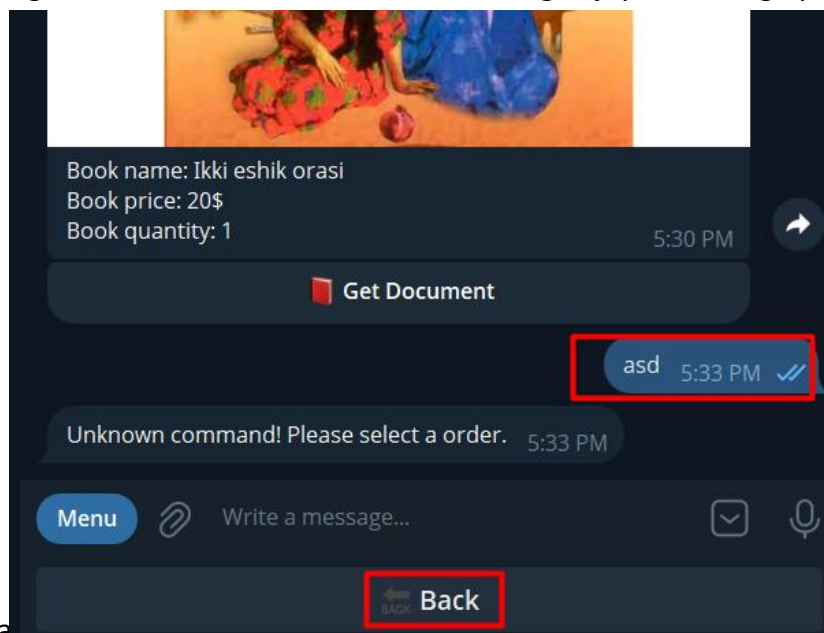 Book name: Ikki eshik orasi
Book price: 20$
Book quantity: 1
5:30 PM
Get Document
asd 5:33 PM
Unknown command! Please select a order. 5:33 PM
Menu Write a message...
BACK Back